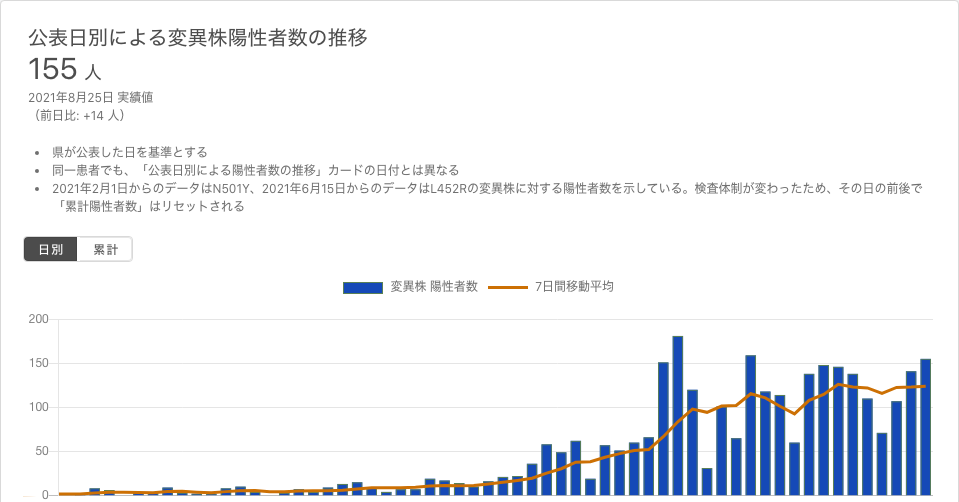 公表日別による変異株陽性者数の推移
155 人
2021年8月25日 実績値
（前日比: +14 人）
• 県が公表した日を基準とする
• 同一患者でも、「公表日別による陽性者数の推移」カードの日付とは異なる
• 2021年2月1日からのデータはN501Y、2021年6月15日からのデータはL452Rの変異株に対する陽性者数を示している。検査体制が変わったため、その日の前後で
「累計陽性者数」はリセットされる
日別 累計
変異株 陽性者数 7日間移動平均
200
150
100
50
0